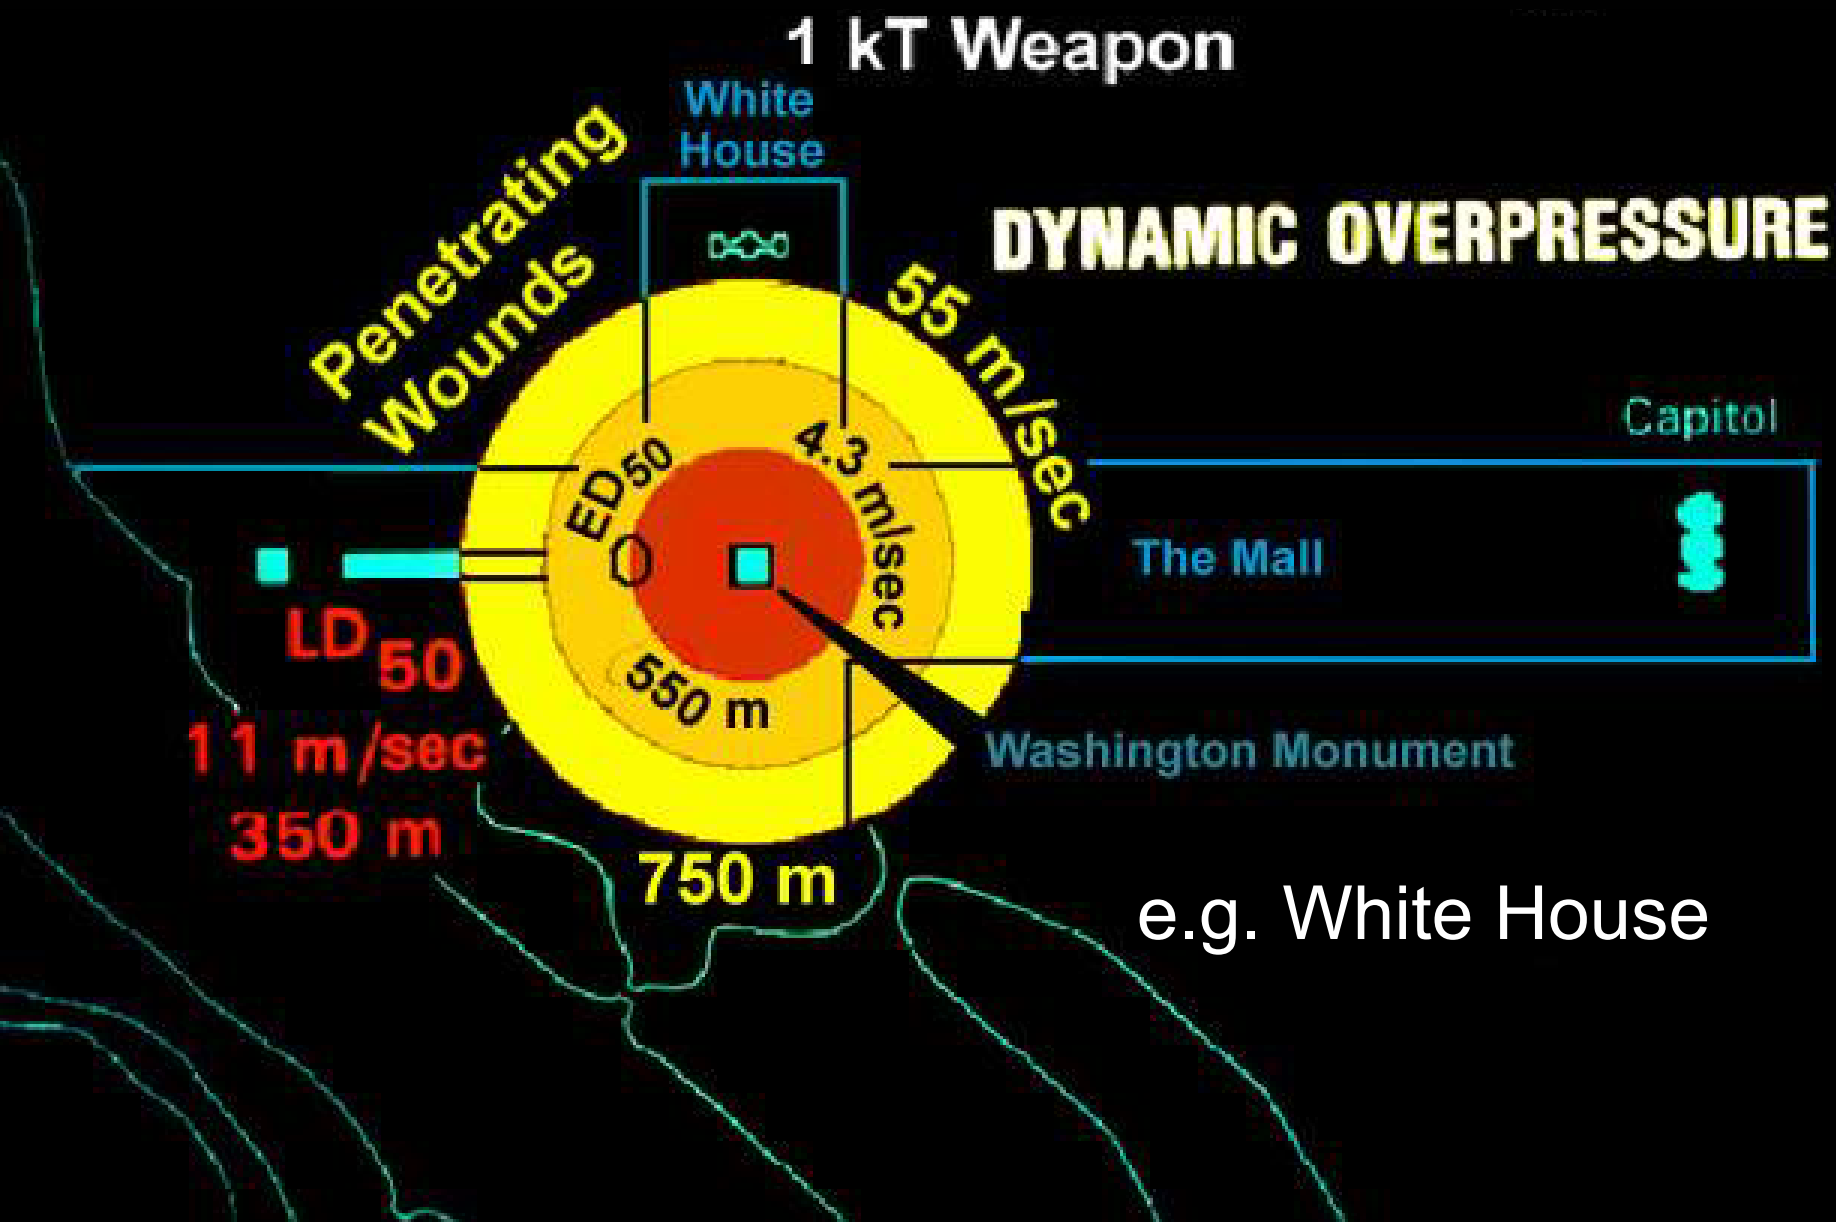 1 kT Weapon
White
House
Penetrating
Wounds
DYNAMIC OVERPRESSURE
55 m/sec
Capitol
ED50
4.3 m/sec
The Mall
LD50
550 m
11 m/sec
Washington Monument
350 m
750 m
e.g. White House